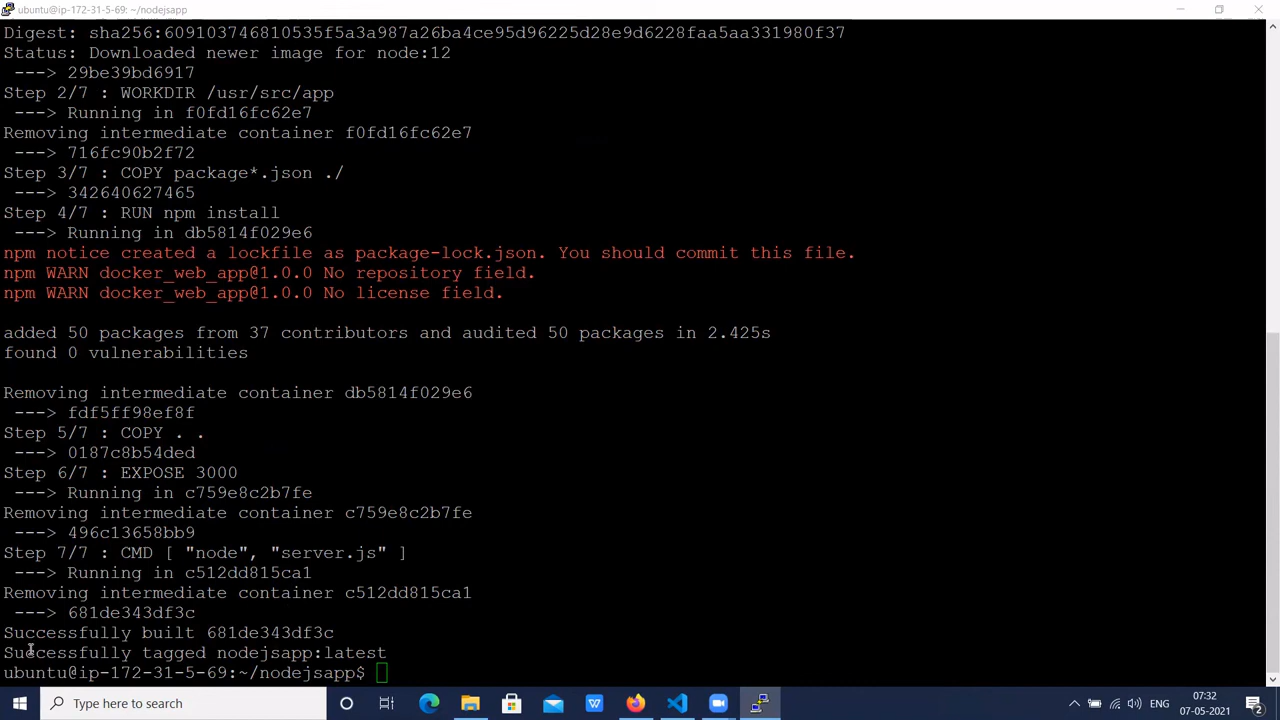 ubuntu@ip-172-31-5-69: ~/nodejsapp
Digest: sha256:609103746810535f5a3a987a26ba4ce95d96225d28e9d6228faa5aa331980f37
Status: Downloaded newer image for node:12
---> 29be39bd6917
Step 2/7 : WORKDIR /usr/src/app
---> Running in f0fd16fc62e7
Removing intermediate container f0fd16fc62e7
---> 716fc90b2f72
Step 3/7 : COPY package*.json ./
---> 342640627465
Step 4/7 : RUN npm install
---> Running in db5814f029e6
npm notice created a lockfile as package-lock.json. You should commit this file.
npm WARN docker_web_app@1.0.0 No repository field.
npm WARN docker_web_app@1.0.0 No license field.
added 50 packages from 37 contributors and audited 50 packages in 2.425s
found 0 vulnerabilities
Removing intermediate container db5814f029e6
---> fdf5ff98ef8f
Step 5/7 : COPY . .
---> 0187c8b54ded
Step 6/7 : EXPOSE 3000
---> Running in c759e8c2b7fe
Removing intermediate container c759e8c2b7fe
---> 496c13658bb9
Step 7/7 : CMD [ "node", "server.js" ]
---> Running in c512dd815ca1
Removing intermediate container c512dd815ca1
---> 681de343df3c
Successfully built 681de343df3c
Successfully tagged nodejsapp:latest
ubuntu@ip-172-31-5-69:~/nodejsapp$
Type here to search
ENG
07:32
07-05-2021
2